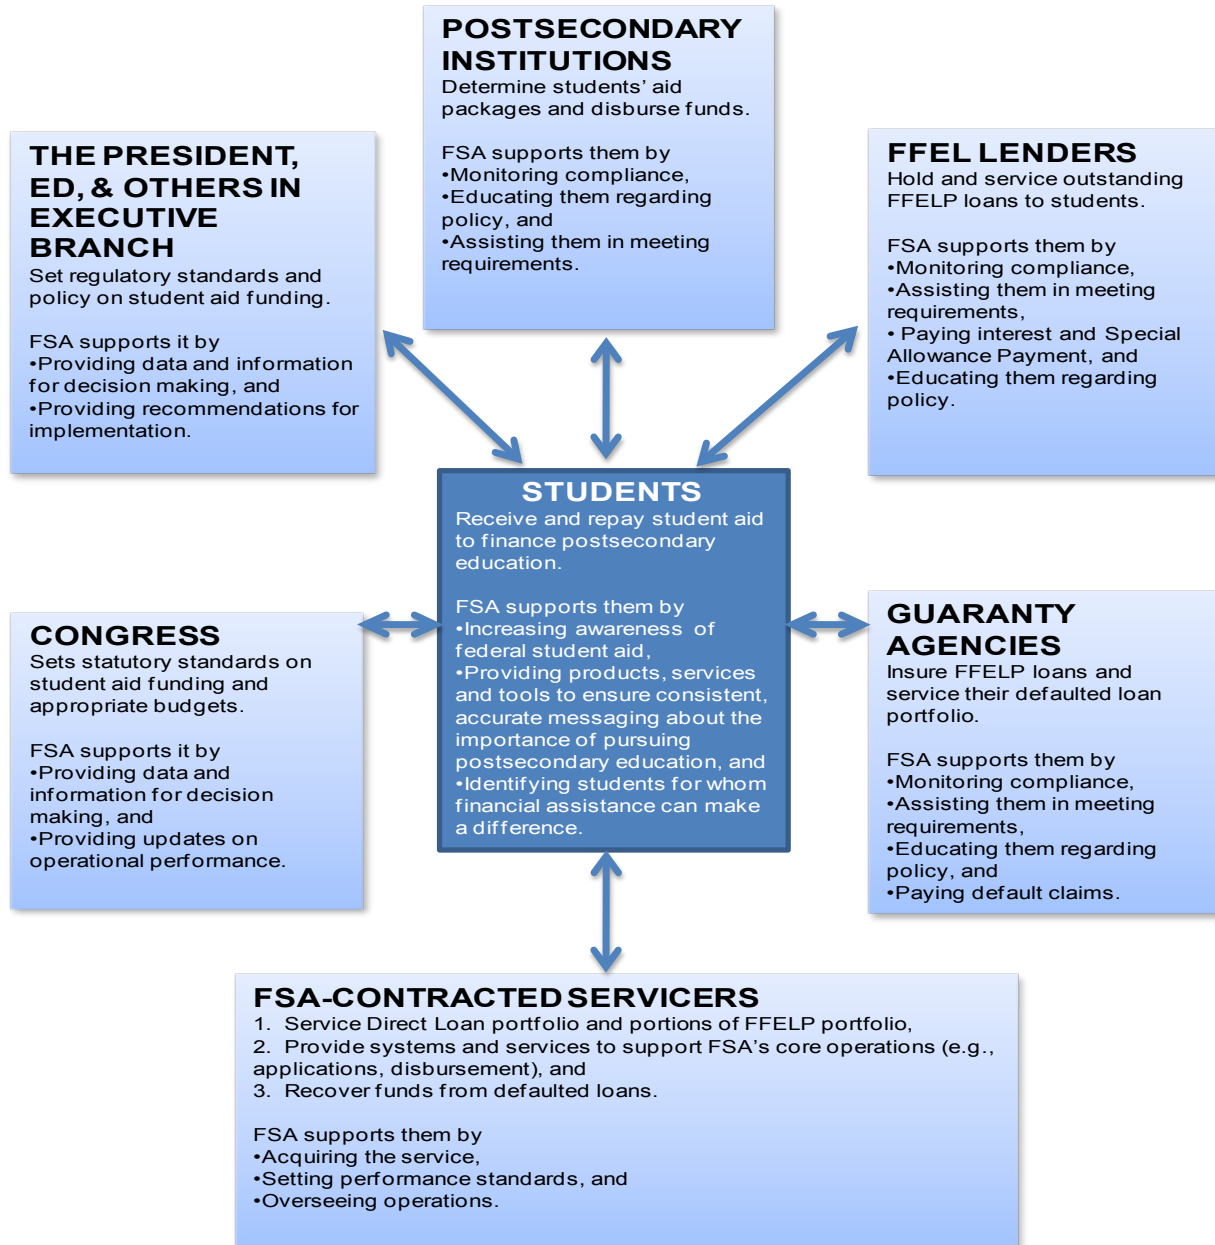 POSTSECONDARY
INSTITUTIONS
Determine students’ aid
packages and disburse funds.
FSA supports them by
•Monitoring compliance,
•Educating them regarding
policy, and
•Assisting them in meeting
requirements.
THE PRESIDENT,
ED, & OTHERS IN
EXECUTIVE
BRANCH
Set regulatory standards and
policy on student aid funding.
FSA supports it by
•Providing data and information
for decision making, and
•Providing recommendations for
implementation.
FFEL LENDERS
Hold and service outstanding
FFELP loans to students.
FSA supports them by
•Monitoring compliance,
•Assisting them in meeting
requirements,
• Paying interest and Special
Allowance Payment, and
•Educating them regarding
policy.
STUDENTS
Receive and repay student aid
to finance postsecondary
education.
FSA supports them by
•Increasing awareness of
federal student aid,
•Providing products, services
and tools to ensure consistent,
accurate messaging about the
importance of pursuing
postsecondary education, and
•Identifying students for whom
financial assistance can make
a difference.
CONGRESS
Sets statutory standards on
student aid funding and
appropriate budgets.
FSA supports it by
•Providing data and
information for decision
making, and
•Providing updates on
operational performance.
GUARANTY
AGENCIES
Insure FFELP loans and
service their defaulted loan
portfolio.
FSA supports them by
•Monitoring compliance,
•Assisting them in meeting
requirements,
•Educating them regarding
policy, and
•Paying default claims.
FSA-CONTRACTED SERVICERS
1. Service Direct Loan portfolio and portions of FFELP portfolio,
2. Provide systems and services to support FSA’s core operations (e.g.,
applications, disbursement), and
3. Recover funds from defaulted loans.
FSA supports them by
•Acquiring the service,
•Setting performance standards, and
•Overseeing operations.